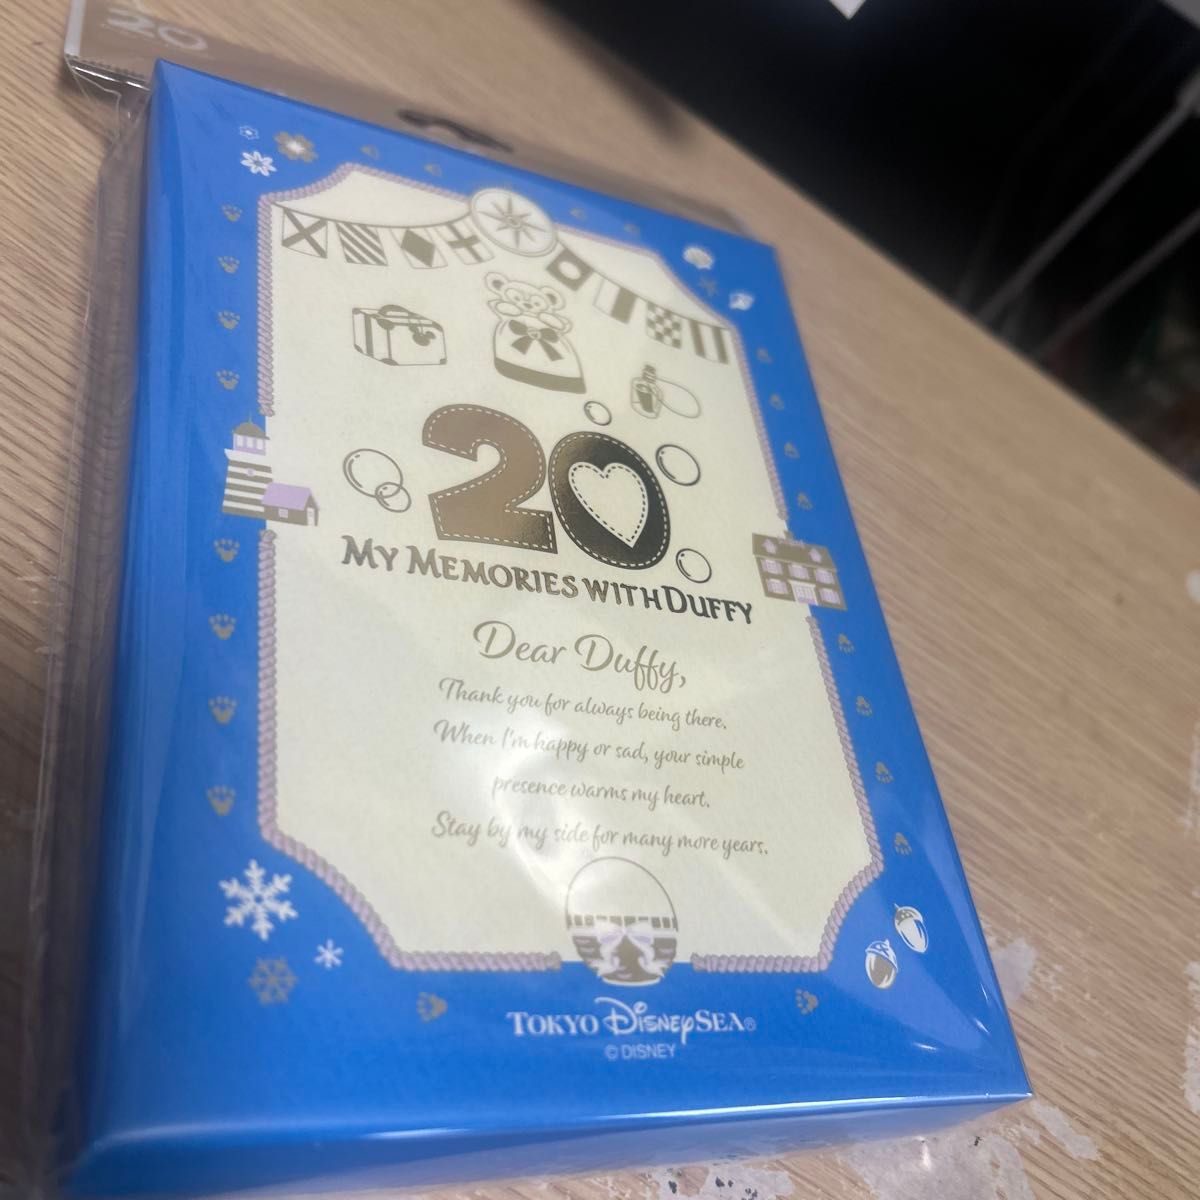 20
20
MY MEMORIES WITH DUFFY
Dear Duffy,
Thank you for always being there.
When I'm happy or sad, your simple
presence warms my heart.
Stay by my side for many more years.
TOKYO DISNEYSEA®
© DISNEY